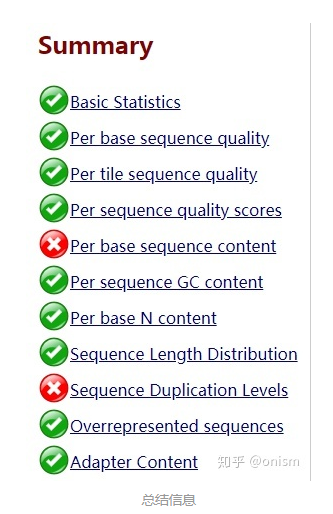 Summary
Basic Statistics
Per base sequence quality
Per tile sequence quality
Per sequence quality scores
Per base sequence content
Per sequence GC content
Per base N content
Sequence Length Distribution
Sequence Duplication Levels
Overrepresented sequences
Adapter Content
知乎 @onism
总结信息